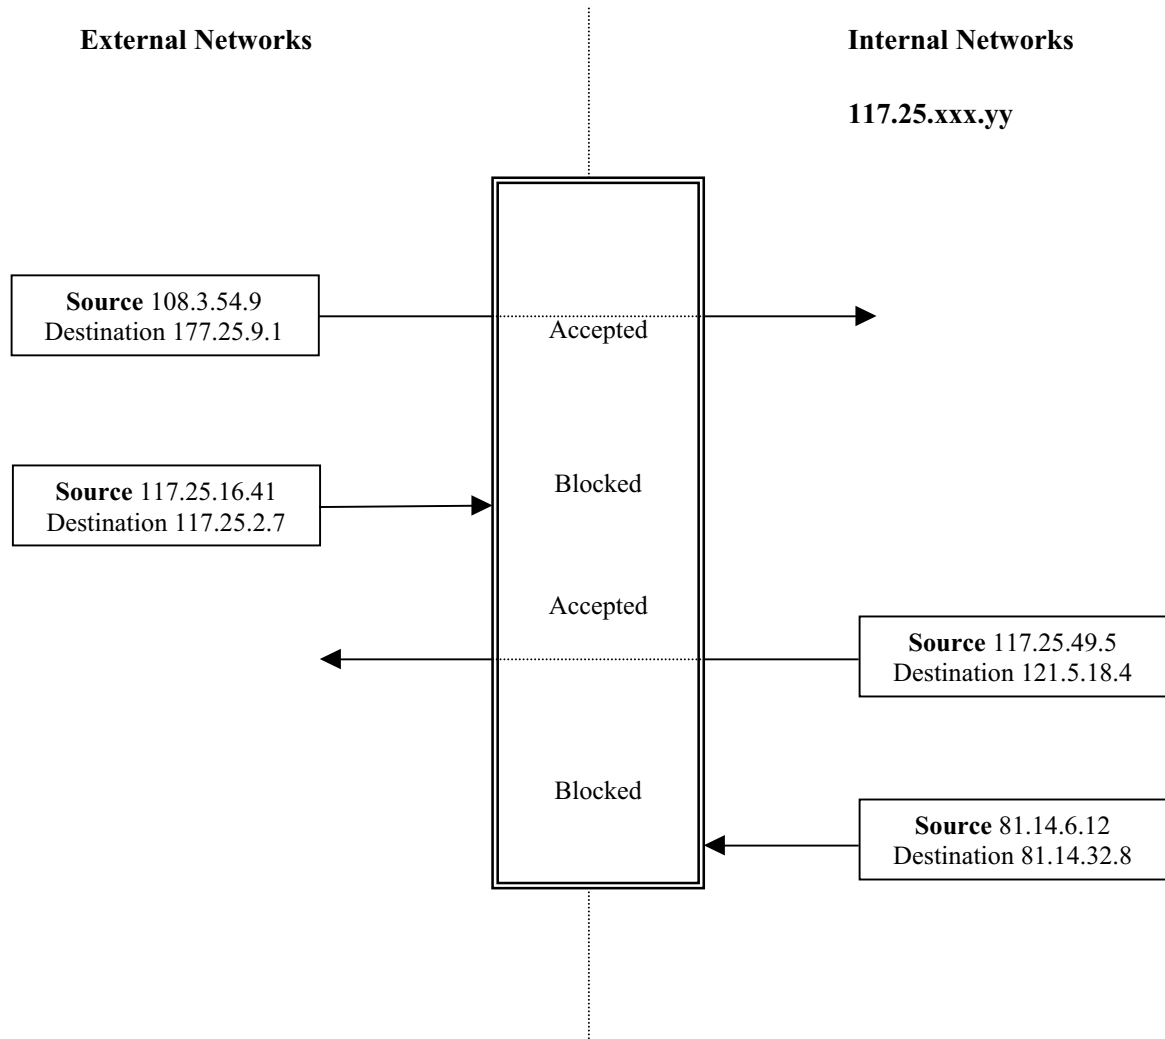 External Networks
Internal Networks
117.25.xxx.yy
Source 108.3.54.9
Destination 177.25.9.1
Accepted
Blocked
Source 117.25.16.41
Destination 117.25.2.7
Accepted
Source 117.25.49.5
Destination 121.5.18.4
Blocked
Source 81.14.6.12
Destination 81.14.32.8